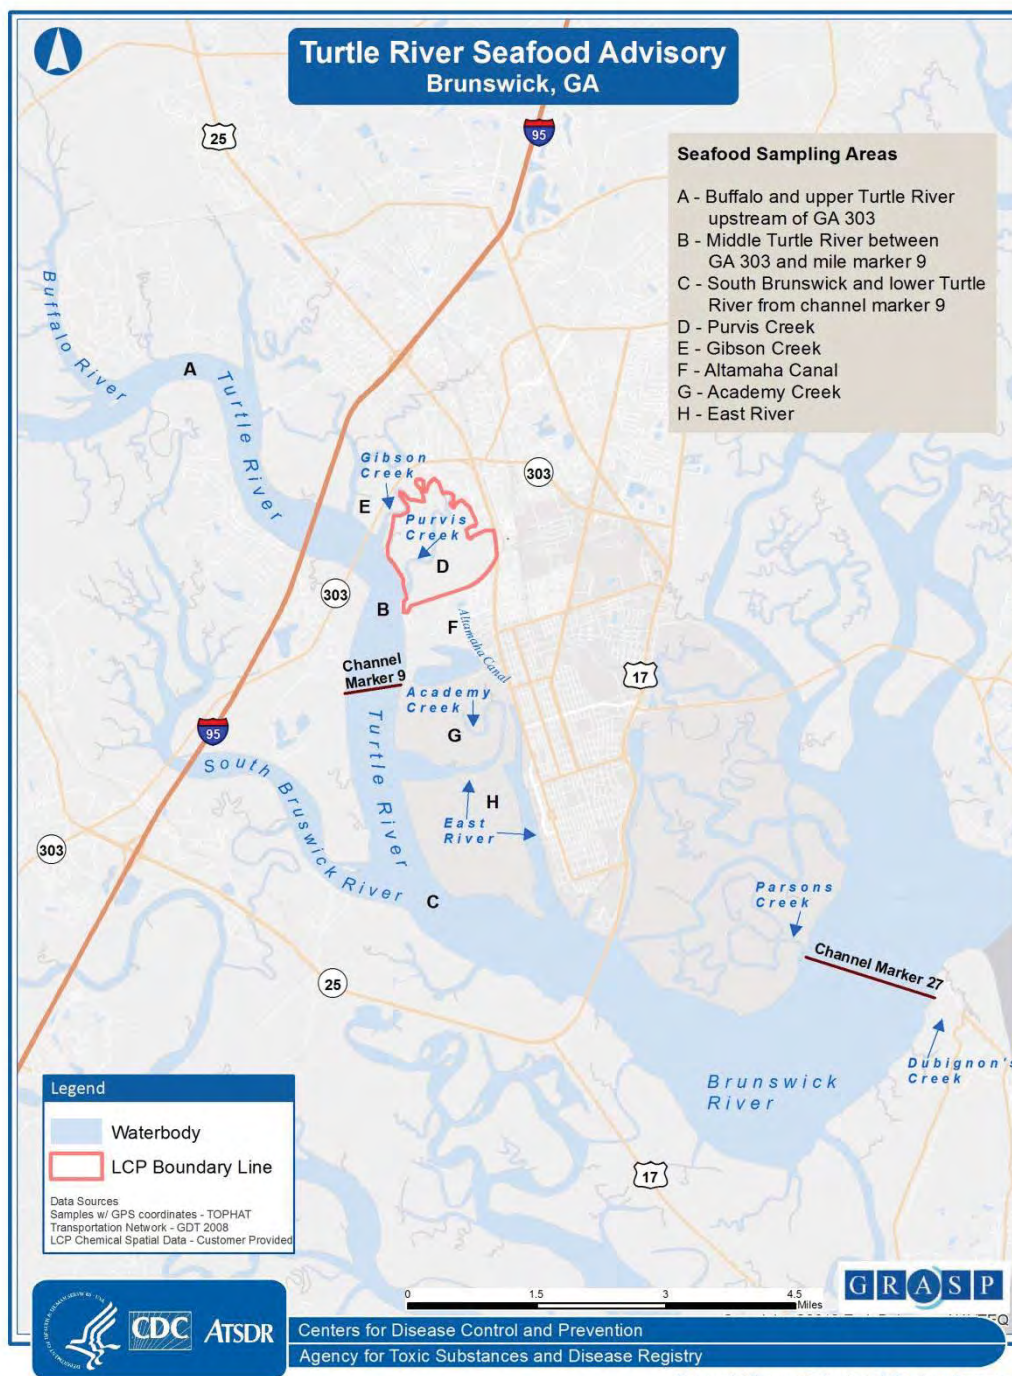 Turtle River Seafood Advisory
Brunswick, GA
25
95
Seafood Sampling Areas
A - Buffalo and upper Turtle River
upstream of GA 303
B - Middle Turtle River between
GA 303 and mile marker 9
C - South Brunswick and lower Turtle
River from channel marker 9
D - Purvis Creek
E - Gibson Creek
F - Altamaha Canal
G - Academy Creek
H - East River
Buffalo River
A
Turtle River
Gibson
Creek
303
E
Purvis
Creek
D
303
B
F
Altamaha Canal
Channel
Marker 9
17
Academy
Creek
95
G
Turtle River
South Bruswick River
H
East
River
303
C
Parsons
Creek
Channel Marker 27
25
Dubignon's
Creek
Brunswick
River
17
Legend
Waterbody
LCP Boundary Line
Data Sources
Samples w/ GPS coordinates - TOPHAT
Transportation Network - GDT 2008
LCP Chemical Spatial Data - Customer Provided
GRASP
0 1.5 3 4.5
Miles
CDC ATSDR
Centers for Disease Control and Prevention
Agency for Toxic Substances and Disease Registry